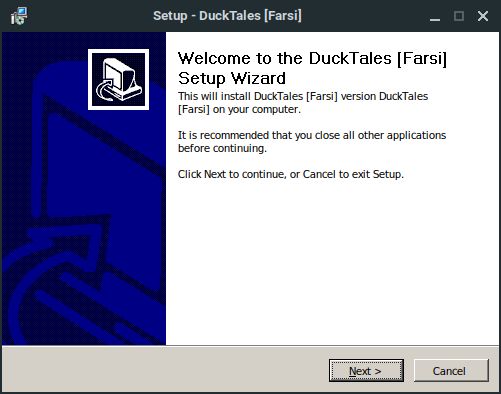 Setup - DuckTales [Farsi]
Welcome to the DuckTales [Farsi]
Setup Wizard
This will install DuckTales [Farsi] version DuckTales
[Farsi] on your computer.
It is recommended that you close all other applications
before continuing.
Click Next to continue, or Cancel to exit Setup.
Next >
Cancel